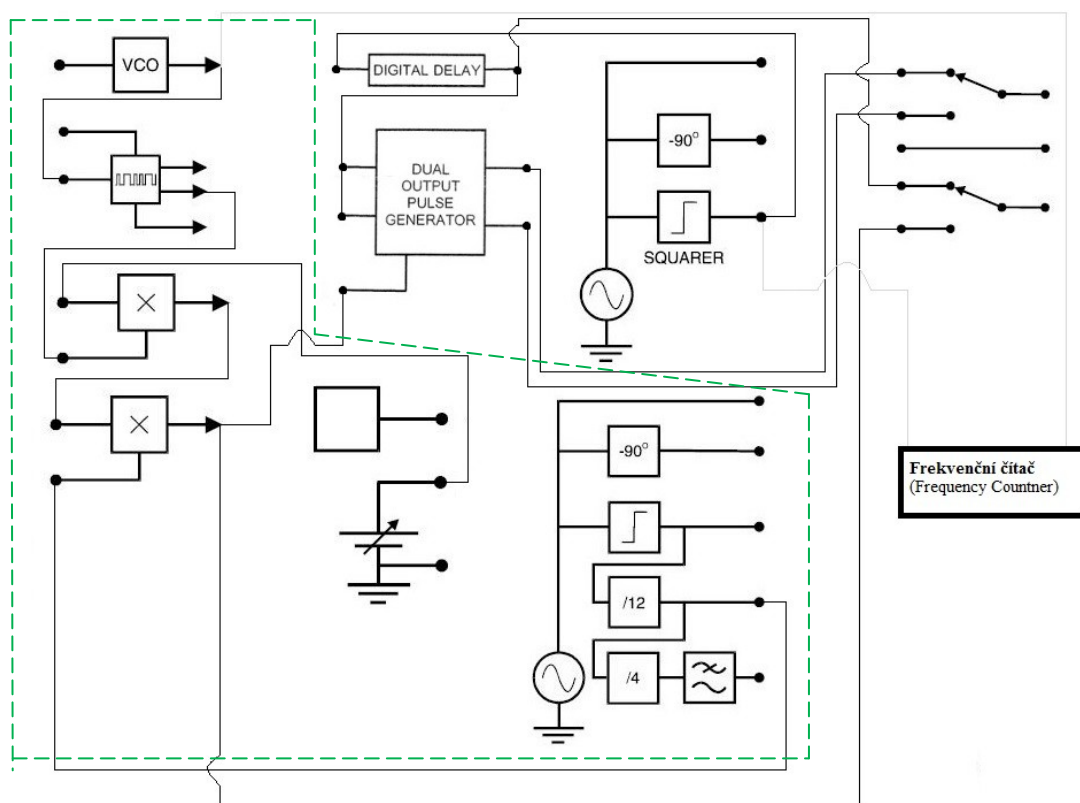 VCO
DIGITAL DELAY
-90°
DUAL
OUTPUT
PULSE
GENERATOR
SQUARER
-90°
Frekvenční čítač
(Frequency Countner)
/12
/4